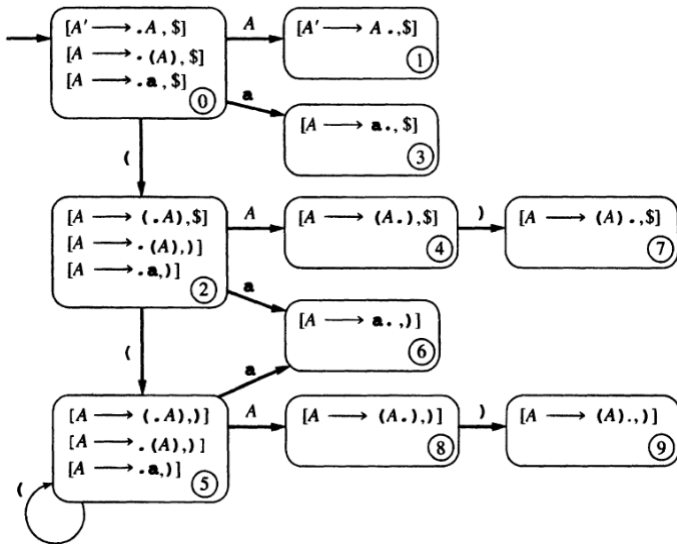 [A' ⟶ .A, $]
[A ⟶ .(A), $]
[A ⟶ .a, $]
0
A
[A' ⟶ A., $]
1
a
[A ⟶ a., $]
3
(
[A ⟶ (.A), $]
[A ⟶ .(A),)]
[A ⟶ .a,)]
2
A
[A ⟶ (A.), $]
4
)
[A ⟶ (A)., $]
7
a
[A ⟶ a.,)]
6
(
a
[A ⟶ (.A),)]
[A ⟶ .(A),)]
[A ⟶ .a,)]
5
A
[A ⟶ (A.),)]
8
)
[A ⟶ (A).,)]
9
(